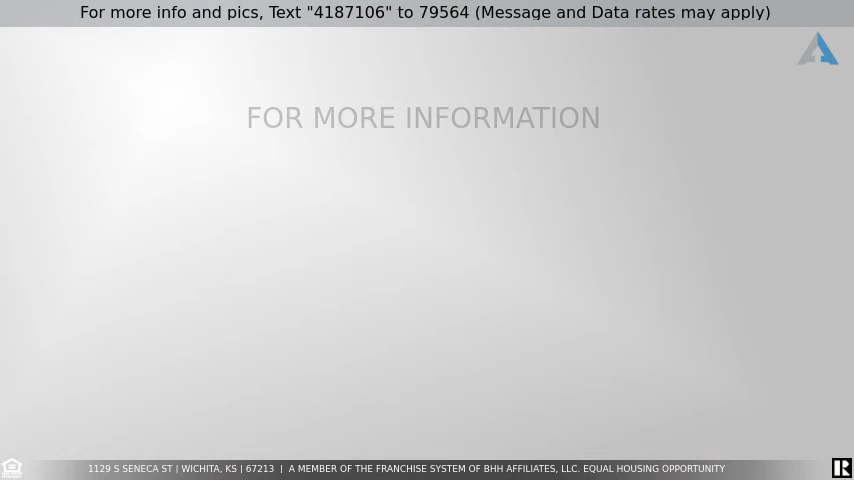 For more info and pics, Text "4187106" to 79564 (Message and Data rates may apply)
FOR MORE INFORMATION
1129 S SENECA ST | WICHITA, KS | 67213 | A MEMBER OF THE FRANCHISE SYSTEM OF BHH AFFILIATES, LLC. EQUAL HOUSING OPPORTUNITY